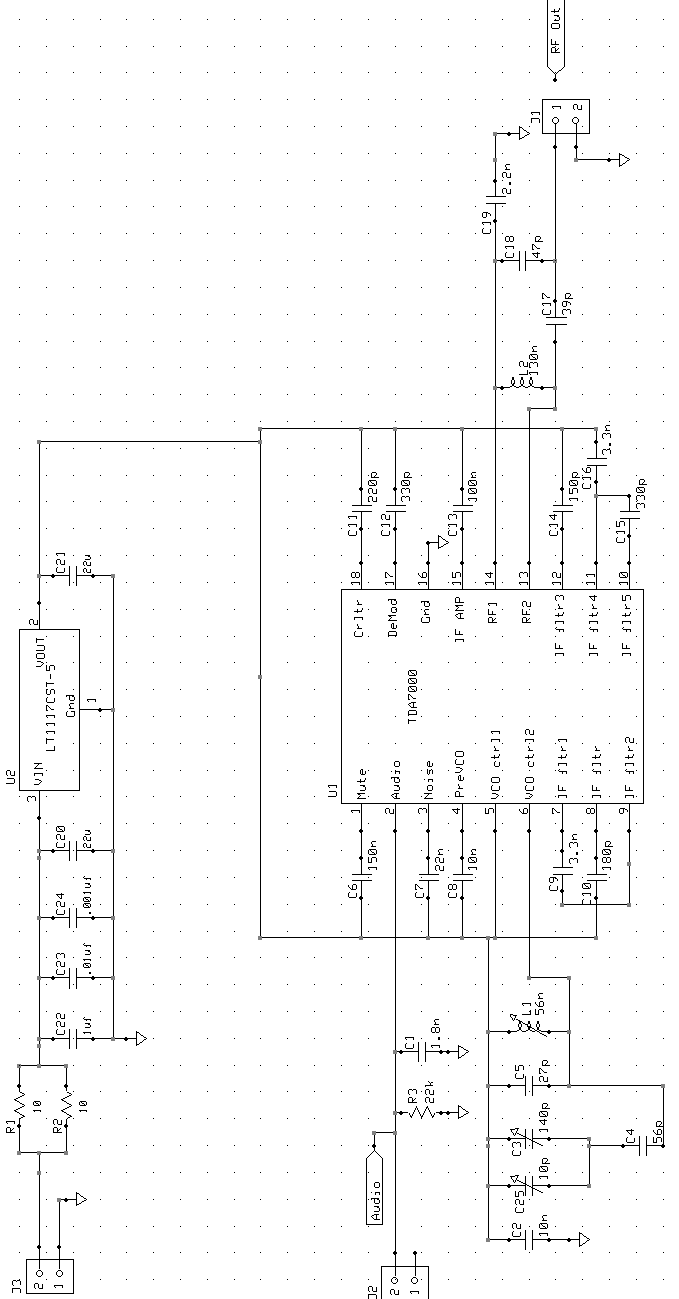 RF Out
J1
1
2
C19
2.2n
C18
47p
C17
39p
L2
130n
C11
220p
C12
330p
C13
100n
C14
150p
C16
3.3n
C15
330p
C21
22u
U2
VIN
VOUT
LT1117CST-5
Gnd
3
2
1
C20
22u
C24
.001uf
C23
.01uf
C22
1uf
R1
10
R2
10
J3
2
1
U1
TDA7000
18
Crltr
17
DeMod
16
Gnd
15
IF AMP
14
RF1
13
RF2
12
IF fltr3
11
IF fltr4
10
IF fltr5
1
Mute
2
Audio
3
Noise
4
PreVCO
5
VCO ctrl1
6
VCO ctrl2
7
IF fltr1
8
IF fltr
9
IF fltr2
C6
150n
C7
22n
C8
10n
C9
3.3n
C10
180p
L1
56n
C1
1.8n
R3
22k
C5
27p
C3
140p
C4
56p
C25
10p
C2
10n
Audio
J2
2
1